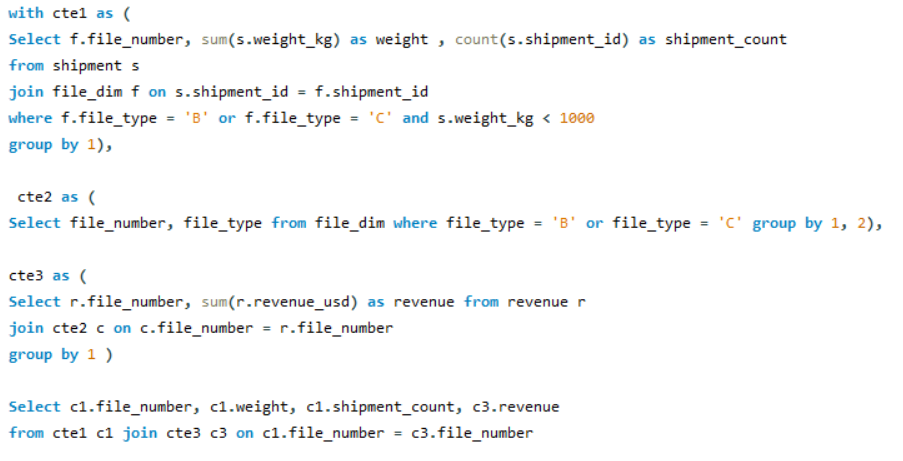 with cte1 as (
Select f.file_number, sum(s.weight_kg) as weight , count(s.shipment_id) as shipment_count
from shipment s
join file_dim f on s.shipment_id = f.shipment_id
where f.file_type = 'B' or f.file_type = 'C' and s.weight_kg < 1000
group by 1),
cte2 as (
Select file_number, file_type from file_dim where file_type = 'B' or file_type = 'C' group by 1, 2),
cte3 as (
Select r.file_number, sum(r.revenue_usd) as revenue from revenue r
join cte2 c on c.file_number = r.file_number
group by 1 )
Select c1.file_number, c1.weight, c1.shipment_count, c3.revenue
from cte1 c1 join cte3 c3 on c1.file_number = c3.file_number